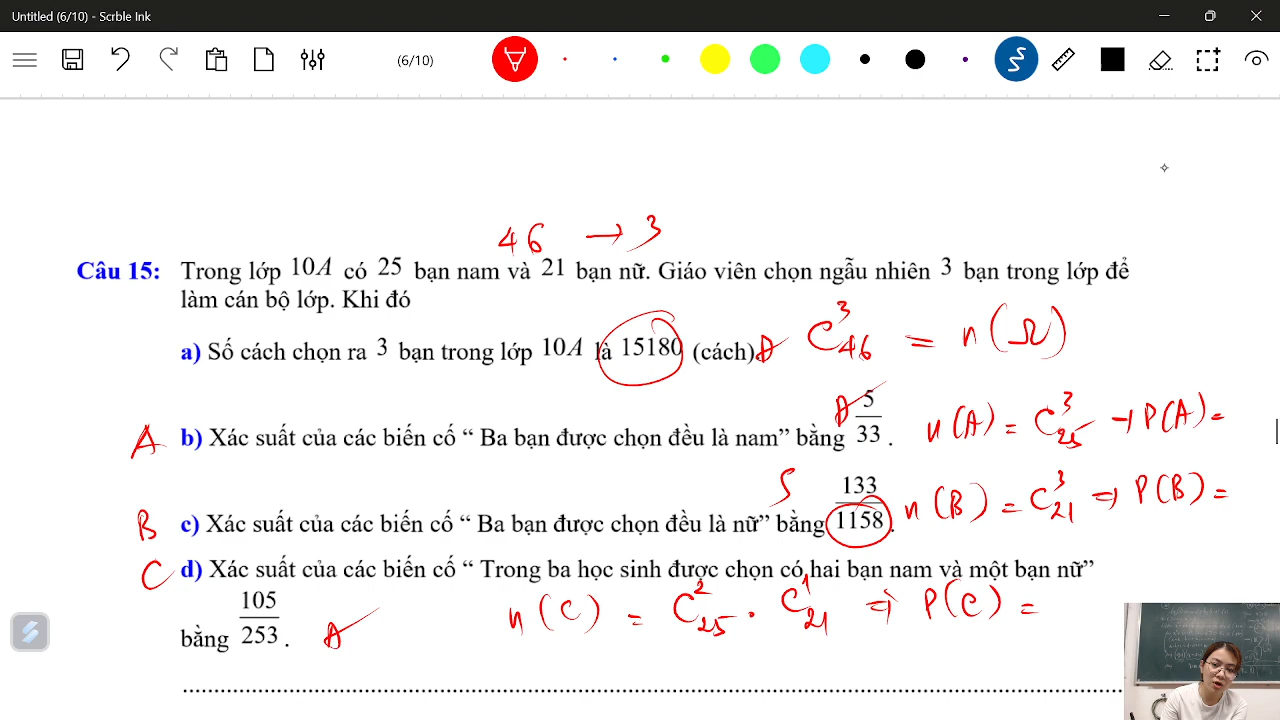 Untitled (6/10) - Scrble Ink
(6/10)
46 → 3
Câu 15: Trong lớp 10A có 25 bạn nam và 21 bạn nữ. Giáo viên chọn ngẫu nhiên 3 bạn trong lớp để
làm cán bộ lớp. Khi đó
a) Số cách chọn ra 3 bạn trong lớp 10A là 15180 (cách). Đ C³₄₆ = n(Ω)
A b) Xác suất của các biến cố “ Ba bạn được chọn đều là nam” bằng 5/33. Đ n(A) = C³₂₅ → P(A) =
B c) Xác suất của các biến cố “ Ba bạn được chọn đều là nữ” bằng 133/1158. S n(B) = C³₂₁ ⇒ P(B) =
C d) Xác suất của các biến cố “ Trong ba học sinh được chọn có hai bạn nam và một bạn nữ”
bằng 105/253. Đ n(C) = C²₂₅ . C¹₂₁ ⇒ P(C) =